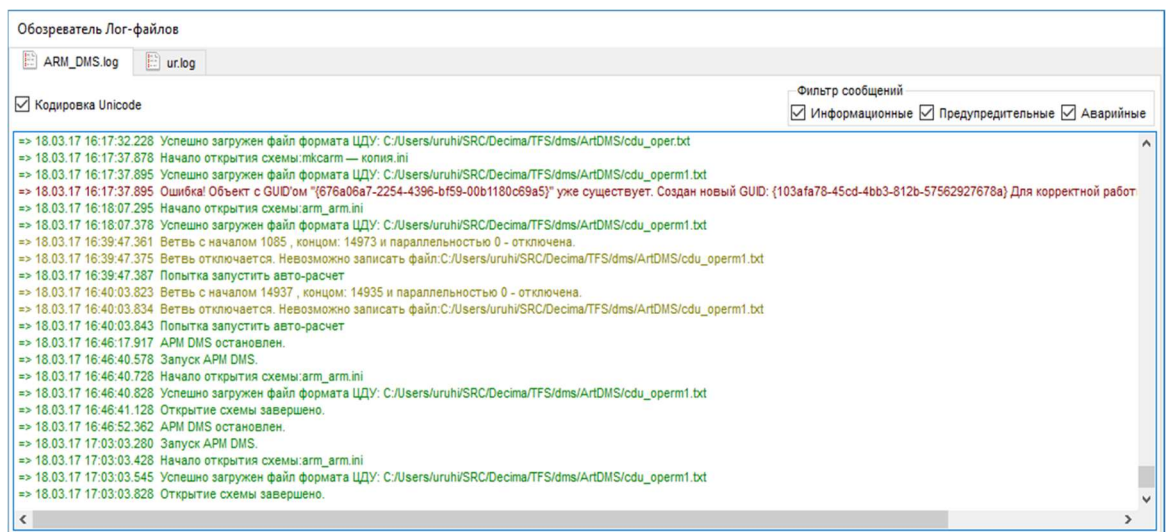 Обозреватель Лог-файлов
ARM_DMS.log
ur.log
Кодировка Unicode
Фильтр сообщений
Информационные
Предупредительные
Аварийные
=> 18.03.17 16:17:32.228 Успешно загружен файл формата ЦДУ: C:/Users/uruhi/SRC/Decima/TFS/dms/ArtDMS/cdu_oper.txt
=> 18.03.17 16:17:37.878 Начало открытия схемы:mkcarm — копия.ini
=> 18.03.17 16:17:37.895 Успешно загружен файл формата ЦДУ: C:/Users/uruhi/SRC/Decima/TFS/dms/ArtDMS/cdu_operm1.txt
=> 18.03.17 16:17:37.895 Ошибка! Объект с GUID'ом "{676a06a7-2254-4396-bf59-00b1180c69a5}" уже существует. Создан новый GUID: {103afa78-45cd-4bb3-812b-57562927678a} Для корректной работ
=> 18.03.17 16:18:07.295 Начало открытия схемы:arm_arm.ini
=> 18.03.17 16:18:07.378 Успешно загружен файл формата ЦДУ: C:/Users/uruhi/SRC/Decima/TFS/dms/ArtDMS/cdu_operm1.txt
=> 18.03.17 16:39:47.361 Ветвь с началом 1085 , концом: 14973 и параллельностью 0 - отключена.
=> 18.03.17 16:39:47.375 Ветвь отключается. Невозможно записать файл:C:/Users/uruhi/SRC/Decima/TFS/dms/ArtDMS/cdu_operm1.txt
=> 18.03.17 16:39:47.387 Попытка запустить авто-расчет
=> 18.03.17 16:40:03.823 Ветвь с началом 14937 , концом: 14935 и параллельностью 0 - отключена.
=> 18.03.17 16:40:03.834 Ветвь отключается. Невозможно записать файл:C:/Users/uruhi/SRC/Decima/TFS/dms/ArtDMS/cdu_operm1.txt
=> 18.03.17 16:40:03.843 Попытка запустить авто-расчет
=> 18.03.17 16:46:17.917 АРМ DMS остановлен.
=> 18.03.17 16:46:40.578 Запуск АРМ DMS.
=> 18.03.17 16:46:40.728 Начало открытия схемы:arm_arm.ini
=> 18.03.17 16:46:40.828 Успешно загружен файл формата ЦДУ: C:/Users/uruhi/SRC/Decima/TFS/dms/ArtDMS/cdu_operm1.txt
=> 18.03.17 16:46:41.128 Открытие схемы завершено.
=> 18.03.17 16:46:52.362 АРМ DMS остановлен.
=> 18.03.17 17:03:03.280 Запуск АРМ DMS.
=> 18.03.17 17:03:03.428 Начало открытия схемы:arm_arm.ini
=> 18.03.17 17:03:03.545 Успешно загружен файл формата ЦДУ: C:/Users/uruhi/SRC/Decima/TFS/dms/ArtDMS/cdu_operm1.txt
=> 18.03.17 17:03:03.828 Открытие схемы завершено.